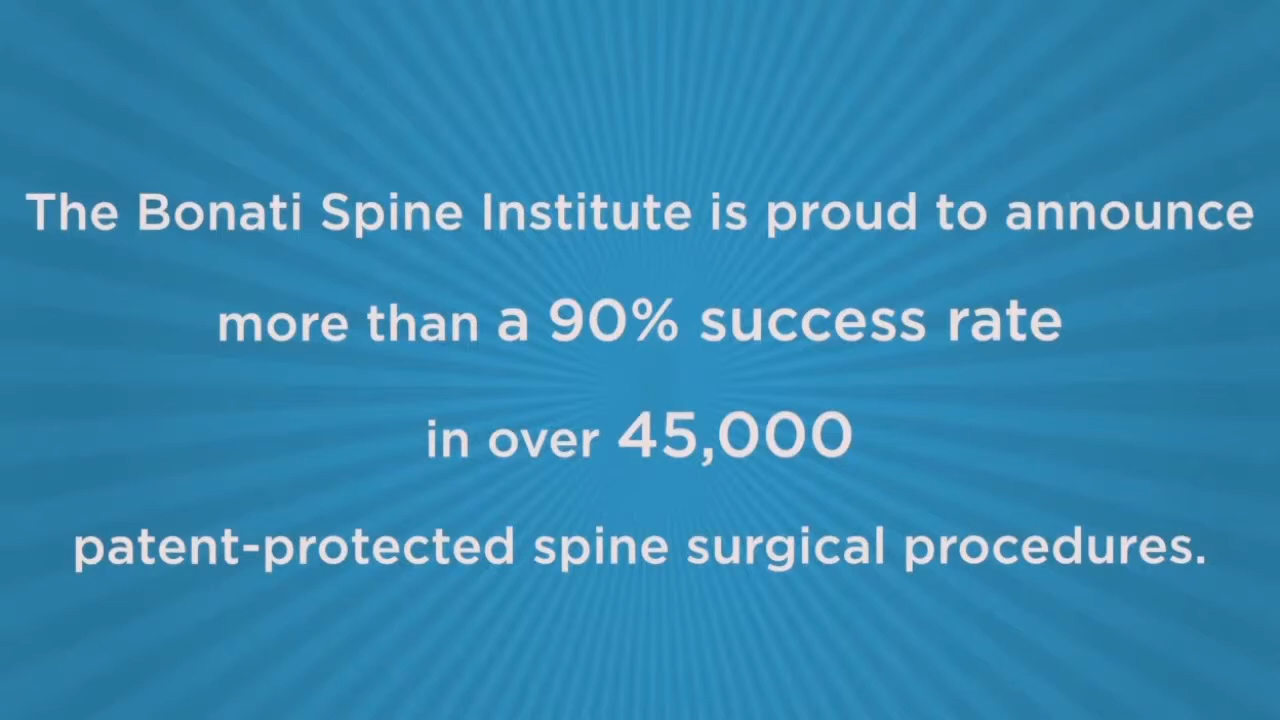 The Bonati Spine Institute is proud to announce
more than a 90% success rate
in over 45,000
patent-protected spine surgical procedures.